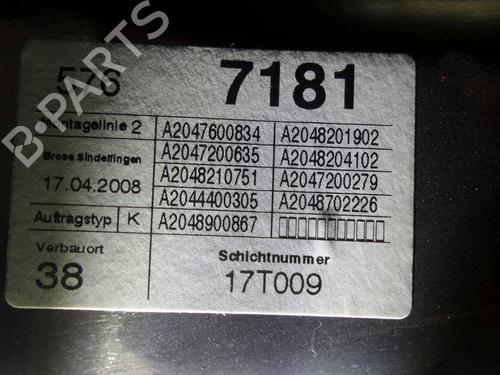 B-PARTS
576 7181
Montagelinie 2 A2047600834 A2048201902
Brose Sindelfingen A2047200635 A2048204102
17.04.2008 A2048210751 A2047200279
A2044400305 A2048702226
Auftragstyp K A2048900867
Verbauort Schichtnummer
38 17T009